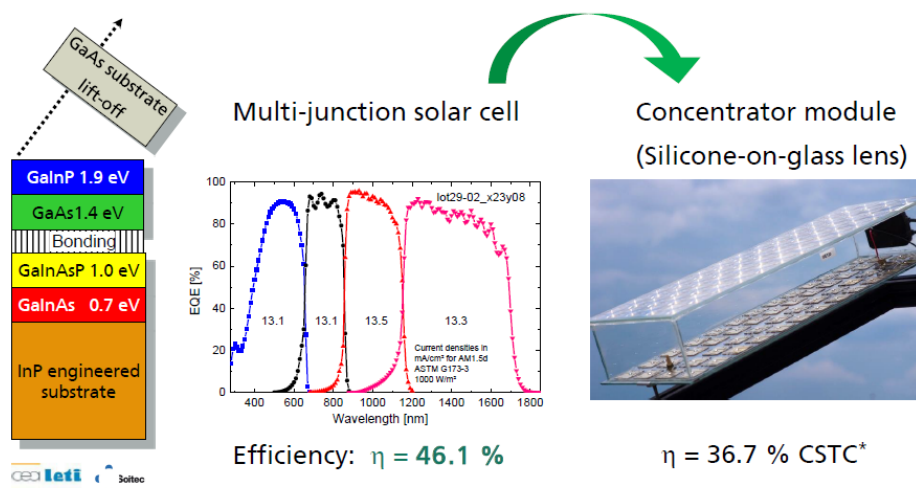 GaAs substrate
lift-off
GaInP 1.9 eV
GaAs1.4 eV
Bonding
GaInAsP 1.0 eV
GaInAs 0.7 eV
InP engineered
substrate
cea leti
Soitec
Multi-junction solar cell
lot29-02_x23y08
EQE [%]
100
80
60
40
20
0
13.1
13.1
13.5
13.3
Current densities in
mA/cm² for AM1.5d
ASTM G173-3
1000 W/m²
400 600 800 1000 1200 1400 1600 1800
Wavelength [nm]
Efficiency: η = 46.1 %
Concentrator module
(Silicone-on-glass lens)
η = 36.7 % CSTC*